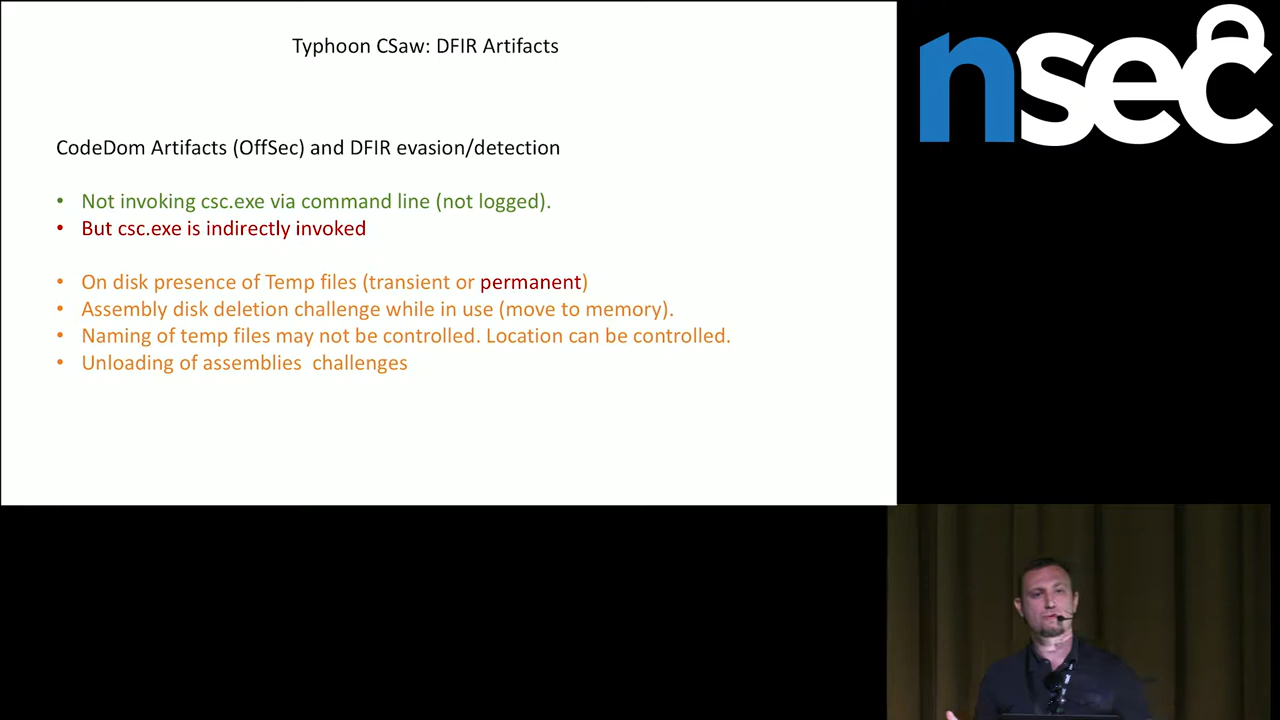 Typhoon CSaw: DFIR Artifacts
nsec
CodeDom Artifacts (OffSec) and DFIR evasion/detection
• Not invoking csc.exe via command line (not logged).
• But csc.exe is indirectly invoked
• On disk presence of Temp files (transient or permanent)
• Assembly disk deletion challenge while in use (move to memory).
• Naming of temp files may not be controlled. Location can be controlled.
• Unloading of assemblies  challenges